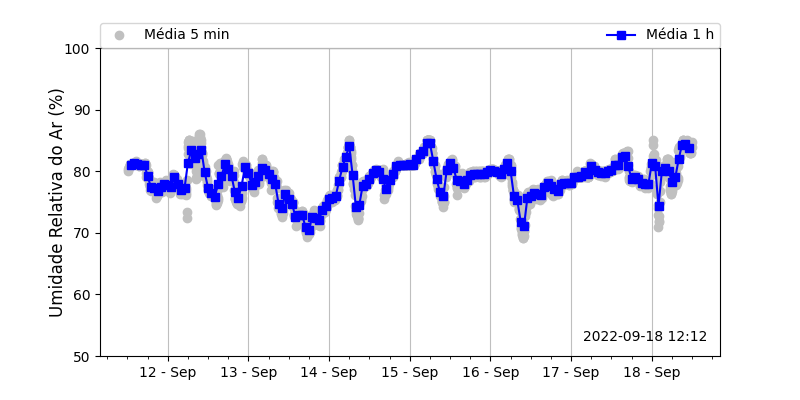 Média 5 min
Média 1 h
Umidade Relativa do Ar (%)
100
90
80
70
60
50
2022-09-18 12:12
12 - Sep
13 - Sep
14 - Sep
15 - Sep
16 - Sep
17 - Sep
18 - Sep